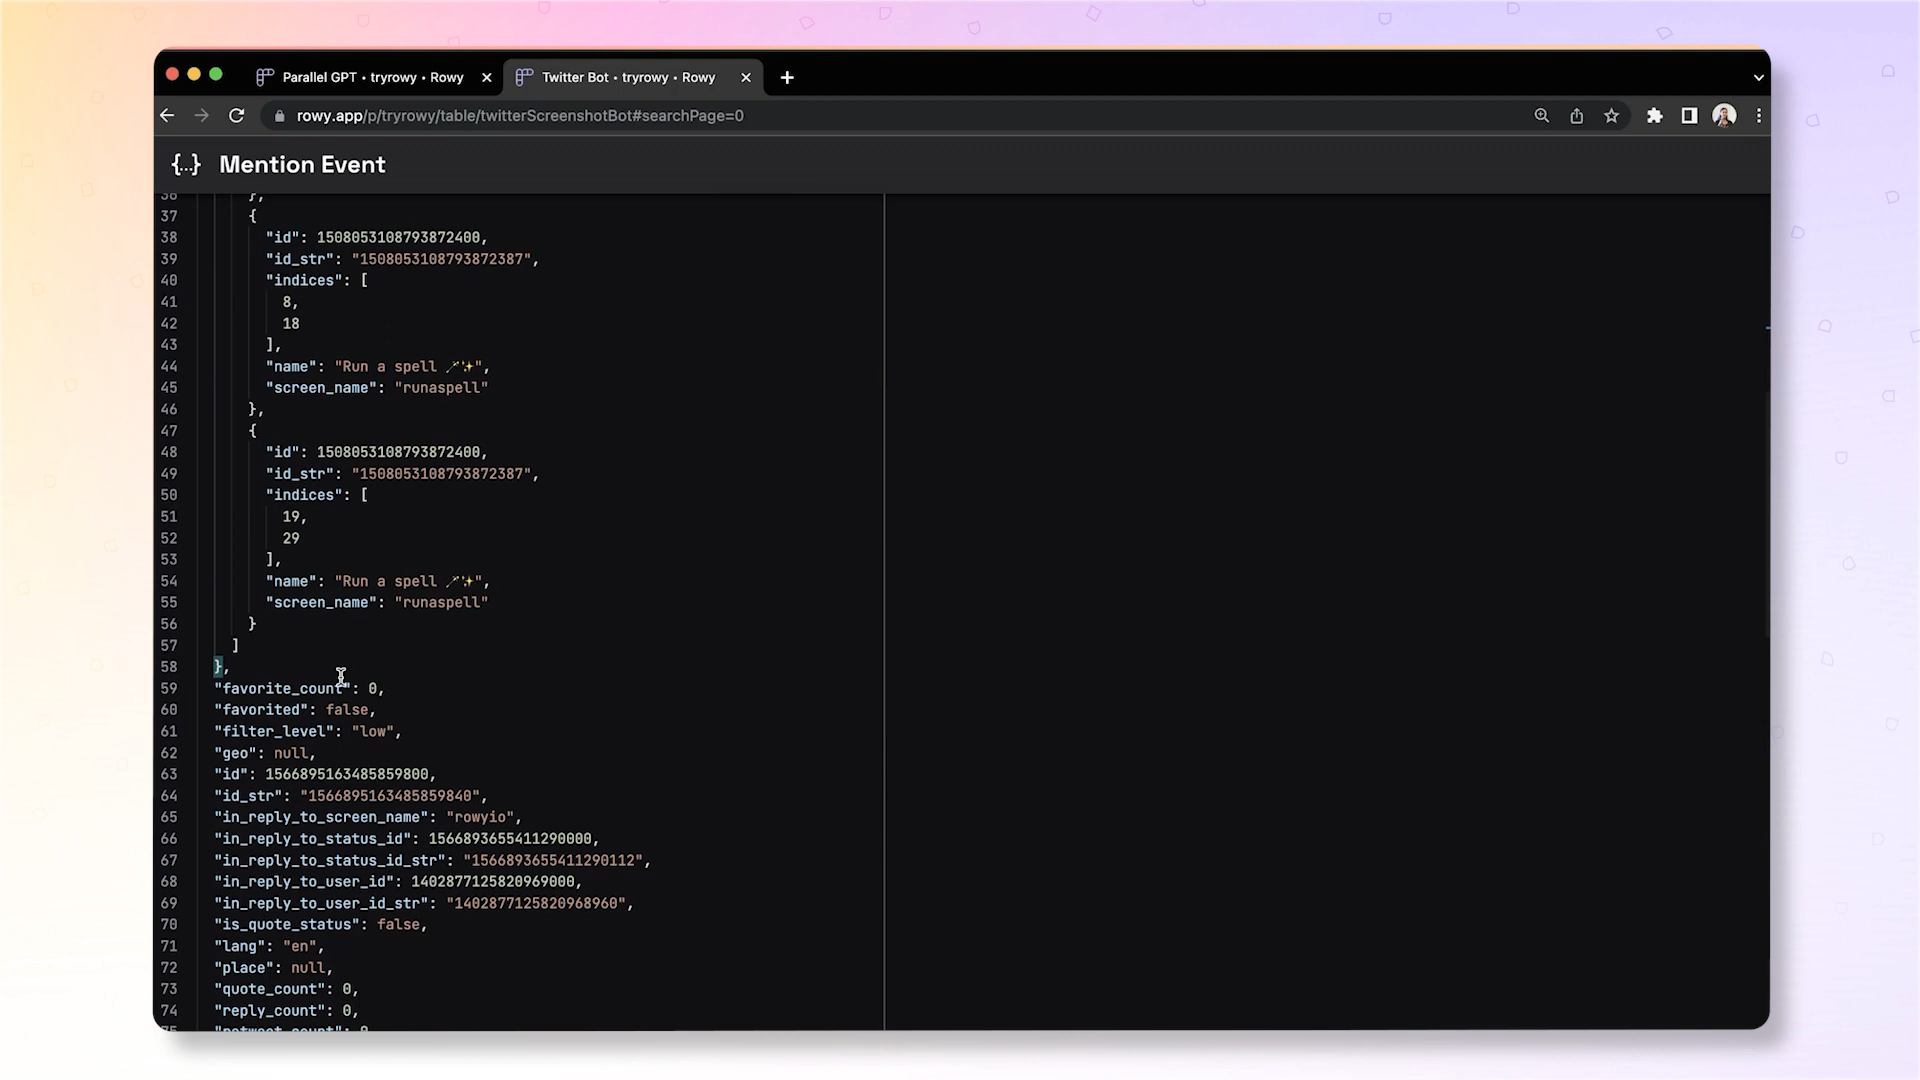 Parallel GPT • tryrowy • Rowy
Twitter Bot • tryrowy • Rowy
rowy.app/p/tryrowy/table/twitterScreenshotBot#searchPage=0
{...} Mention Event
36 },
37 {
38 "id": 1508053108793872400,
39 "id_str": "1508053108793872387",
40 "indices": [
41 8,
42 18
43 ],
44 "name": "Run a spell 🪄✨",
45 "screen_name": "runaspell"
46 },
47 {
48 "id": 1508053108793872400,
49 "id_str": "1508053108793872387",
50 "indices": [
51 19,
52 29
53 ],
54 "name": "Run a spell 🪄✨",
55 "screen_name": "runaspell"
56 }
57 ]
58 },
59 "favorite_count": 0,
60 "favorited": false,
61 "filter_level": "low",
62 "geo": null,
63 "id": 1566895163485859800,
64 "id_str": "1566895163485859840",
65 "in_reply_to_screen_name": "rowyio",
66 "in_reply_to_status_id": 1566893655411290000,
67 "in_reply_to_status_id_str": "1566893655411290112",
68 "in_reply_to_user_id": 1402877125820969000,
69 "in_reply_to_user_id_str": "1402877125820968960",
70 "is_quote_status": false,
71 "lang": "en",
72 "place": null,
73 "quote_count": 0,
74 "reply_count": 0,
75 "retweet_count": 0